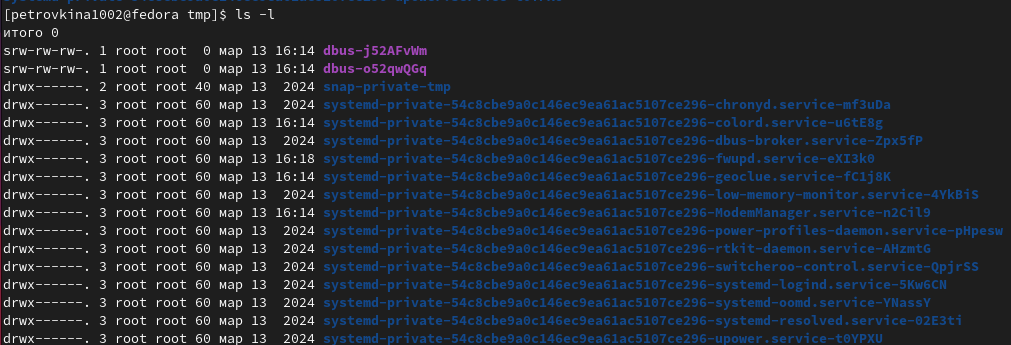 [petrovkina1002@fedora tmp]$ ls -l
итого 0
srw-rw-rw-. 1 root root  0 мар 13 16:14 dbus-j52AFvWm
srw-rw-rw-. 1 root root  0 мар 13 16:14 dbus-o52qwQGq
drwx------. 2 root root 40 мар 13  2024 snap-private-tmp
drwx------. 3 root root 60 мар 13  2024 systemd-private-54c8cbe9a0c146ec9ea61ac5107ce296-chronyd.service-mf3uDa
drwx------. 3 root root 60 мар 13 16:14 systemd-private-54c8cbe9a0c146ec9ea61ac5107ce296-colord.service-u6tE8g
drwx------. 3 root root 60 мар 13  2024 systemd-private-54c8cbe9a0c146ec9ea61ac5107ce296-dbus-broker.service-Zpx5fP
drwx------. 3 root root 60 мар 13 16:18 systemd-private-54c8cbe9a0c146ec9ea61ac5107ce296-fwupd.service-eXI3k0
drwx------. 3 root root 60 мар 13 16:14 systemd-private-54c8cbe9a0c146ec9ea61ac5107ce296-geoclue.service-fC1j8K
drwx------. 3 root root 60 мар 13  2024 systemd-private-54c8cbe9a0c146ec9ea61ac5107ce296-low-memory-monitor.service-4YkBiS
drwx------. 3 root root 60 мар 13 16:14 systemd-private-54c8cbe9a0c146ec9ea61ac5107ce296-ModemManager.service-n2Cil9
drwx------. 3 root root 60 мар 13  2024 systemd-private-54c8cbe9a0c146ec9ea61ac5107ce296-power-profiles-daemon.service-pHpesw
drwx------. 3 root root 60 мар 13  2024 systemd-private-54c8cbe9a0c146ec9ea61ac5107ce296-rtkit-daemon.service-AHzmtG
drwx------. 3 root root 60 мар 13  2024 systemd-private-54c8cbe9a0c146ec9ea61ac5107ce296-switcheroo-control.service-QpjrSS
drwx------. 3 root root 60 мар 13  2024 systemd-private-54c8cbe9a0c146ec9ea61ac5107ce296-systemd-logind.service-5Kw6CN
drwx------. 3 root root 60 мар 13  2024 systemd-private-54c8cbe9a0c146ec9ea61ac5107ce296-systemd-oomd.service-YNassY
drwx------. 3 root root 60 мар 13  2024 systemd-private-54c8cbe9a0c146ec9ea61ac5107ce296-systemd-resolved.service-02E3ti
drwx------. 3 root root 60 мар 13  2024 systemd-private-54c8cbe9a0c146ec9ea61ac5107ce296-upower.service-t0YPXU